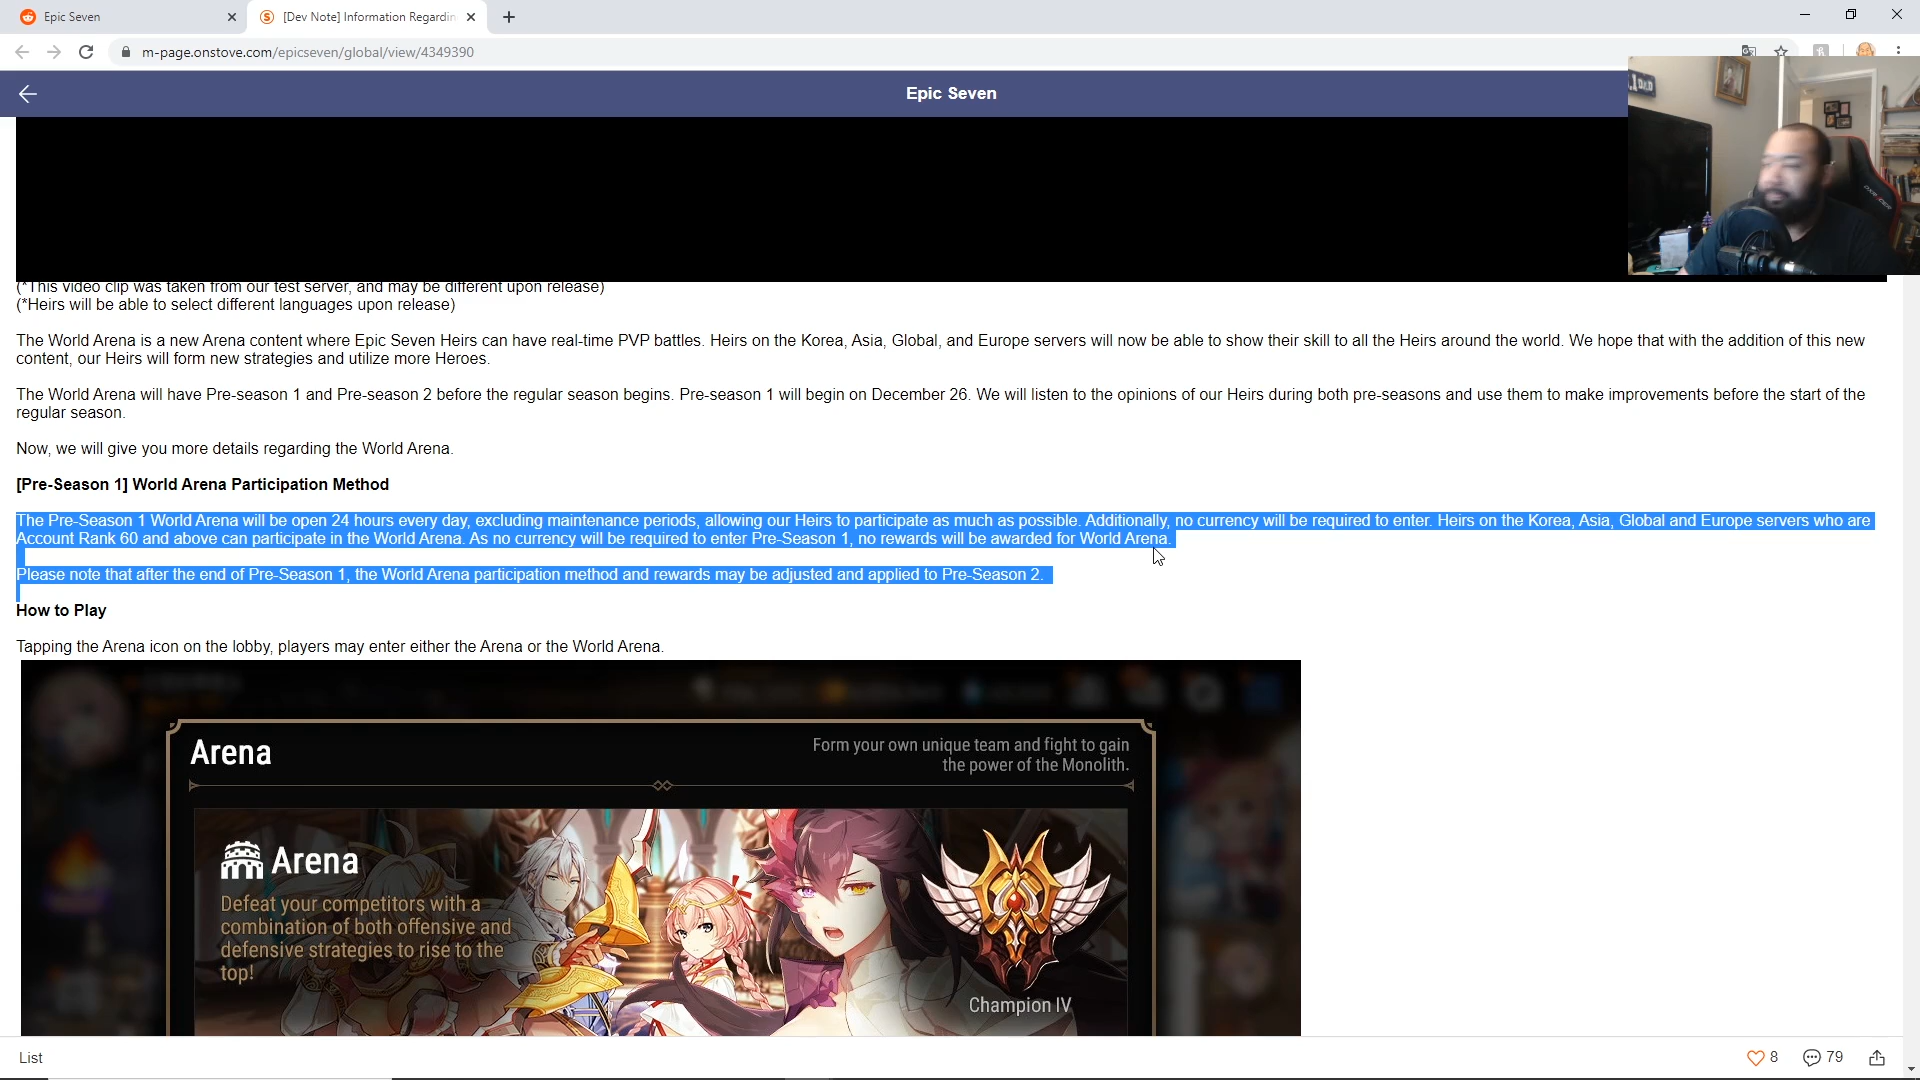 Epic Seven
[Dev Note] Information Regardin
m-page.onstove.com/epicseven/global/view/4349390
Epic Seven
(*This video clip was taken from our test server, and may be different upon release)
(*Heirs will be able to select different languages upon release)
The World Arena is a new Arena content where Epic Seven Heirs can have real-time PVP battles. Heirs on the Korea, Asia, Global, and Europe servers will now be able to show their skill to all the Heirs around the world. We hope that with the addition of this new
content, our Heirs will form new strategies and utilize more Heroes.
The World Arena will have Pre-season 1 and Pre-season 2 before the regular season begins. Pre-season 1 will begin on December 26. We will listen to the opinions of our Heirs during both pre-seasons and use them to make improvements before the start of the
regular season.
Now, we will give you more details regarding the World Arena.
[Pre-Season 1] World Arena Participation Method
The Pre-Season 1 World Arena will be open 24 hours every day, excluding maintenance periods, allowing our Heirs to participate as much as possible. Additionally, no currency will be required to enter. Heirs on the Korea, Asia, Global and Europe servers who are
Account Rank 60 and above can participate in the World Arena. As no currency will be required to enter Pre-Season 1, no rewards will be awarded for World Arena.
Please note that after the end of Pre-Season 1, the World Arena participation method and rewards may be adjusted and applied to Pre-Season 2.
How to Play
Tapping the Arena icon on the lobby, players may enter either the Arena or the World Arena.
Arena
Form your own unique team and fight to gain
the power of the Monolith.
Arena
Defeat your competitors with a
combination of both offensive and
defensive strategies to rise to the
top!
Champion IV
List
8
79